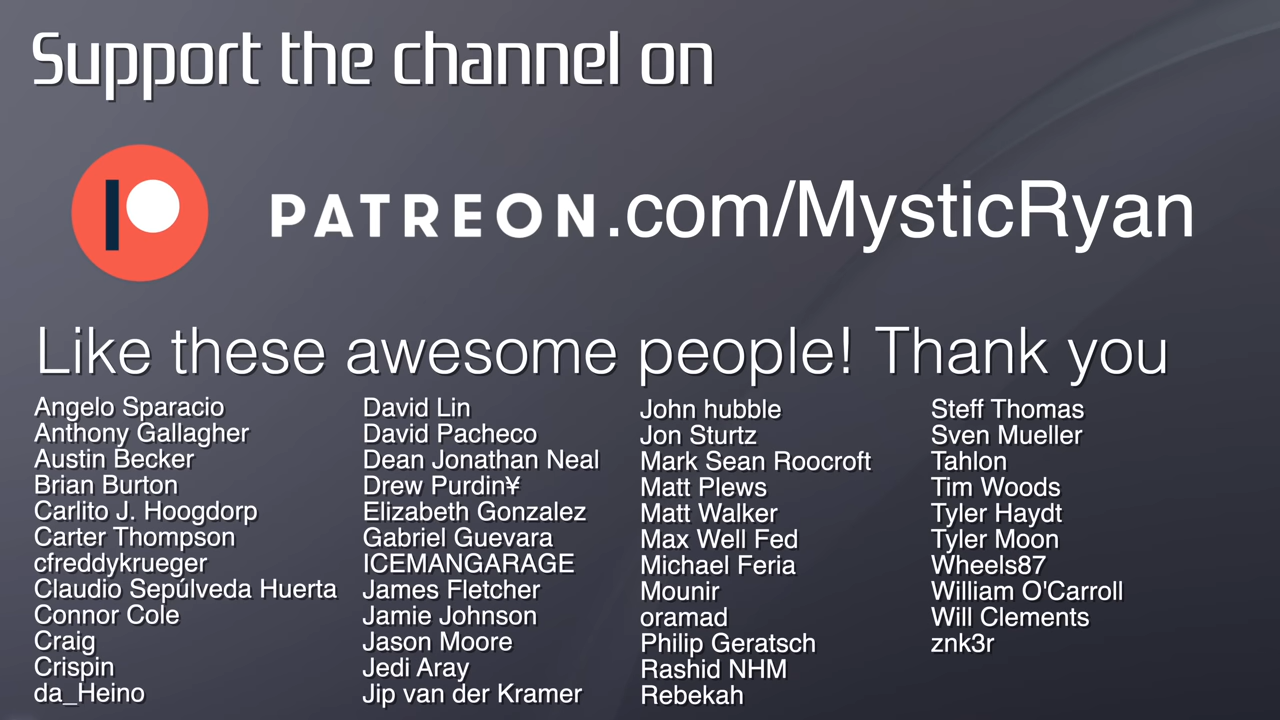 Support the channel on
PATREON.com/MysticRyan
Like these awesome people! Thank you
Angelo Sparacio
Anthony Gallagher
Austin Becker
Brian Burton
Carlito J. Hoogdorp
Carter Thompson
cfreddykrueger
Claudio Sepúlveda Huerta
Connor Cole
Craig
Crispin
da_Heino
David Lin
David Pacheco
Dean Jonathan Neal
Drew Purdin¥
Elizabeth Gonzalez
Gabriel Guevara
ICEMANGARAGE
James Fletcher
Jamie Johnson
Jason Moore
Jedi Aray
Jip van der Kramer
John hubble
Jon Sturtz
Mark Sean Roocroft
Matt Plews
Matt Walker
Max Well Fed
Michael Feria
Mounir
oramad
Philip Geratsch
Rashid NHM
Rebekah
Steff Thomas
Sven Mueller
Tahlon
Tim Woods
Tyler Haydt
Tyler Moon
Wheels87
William O'Carroll
Will Clements
znk3r